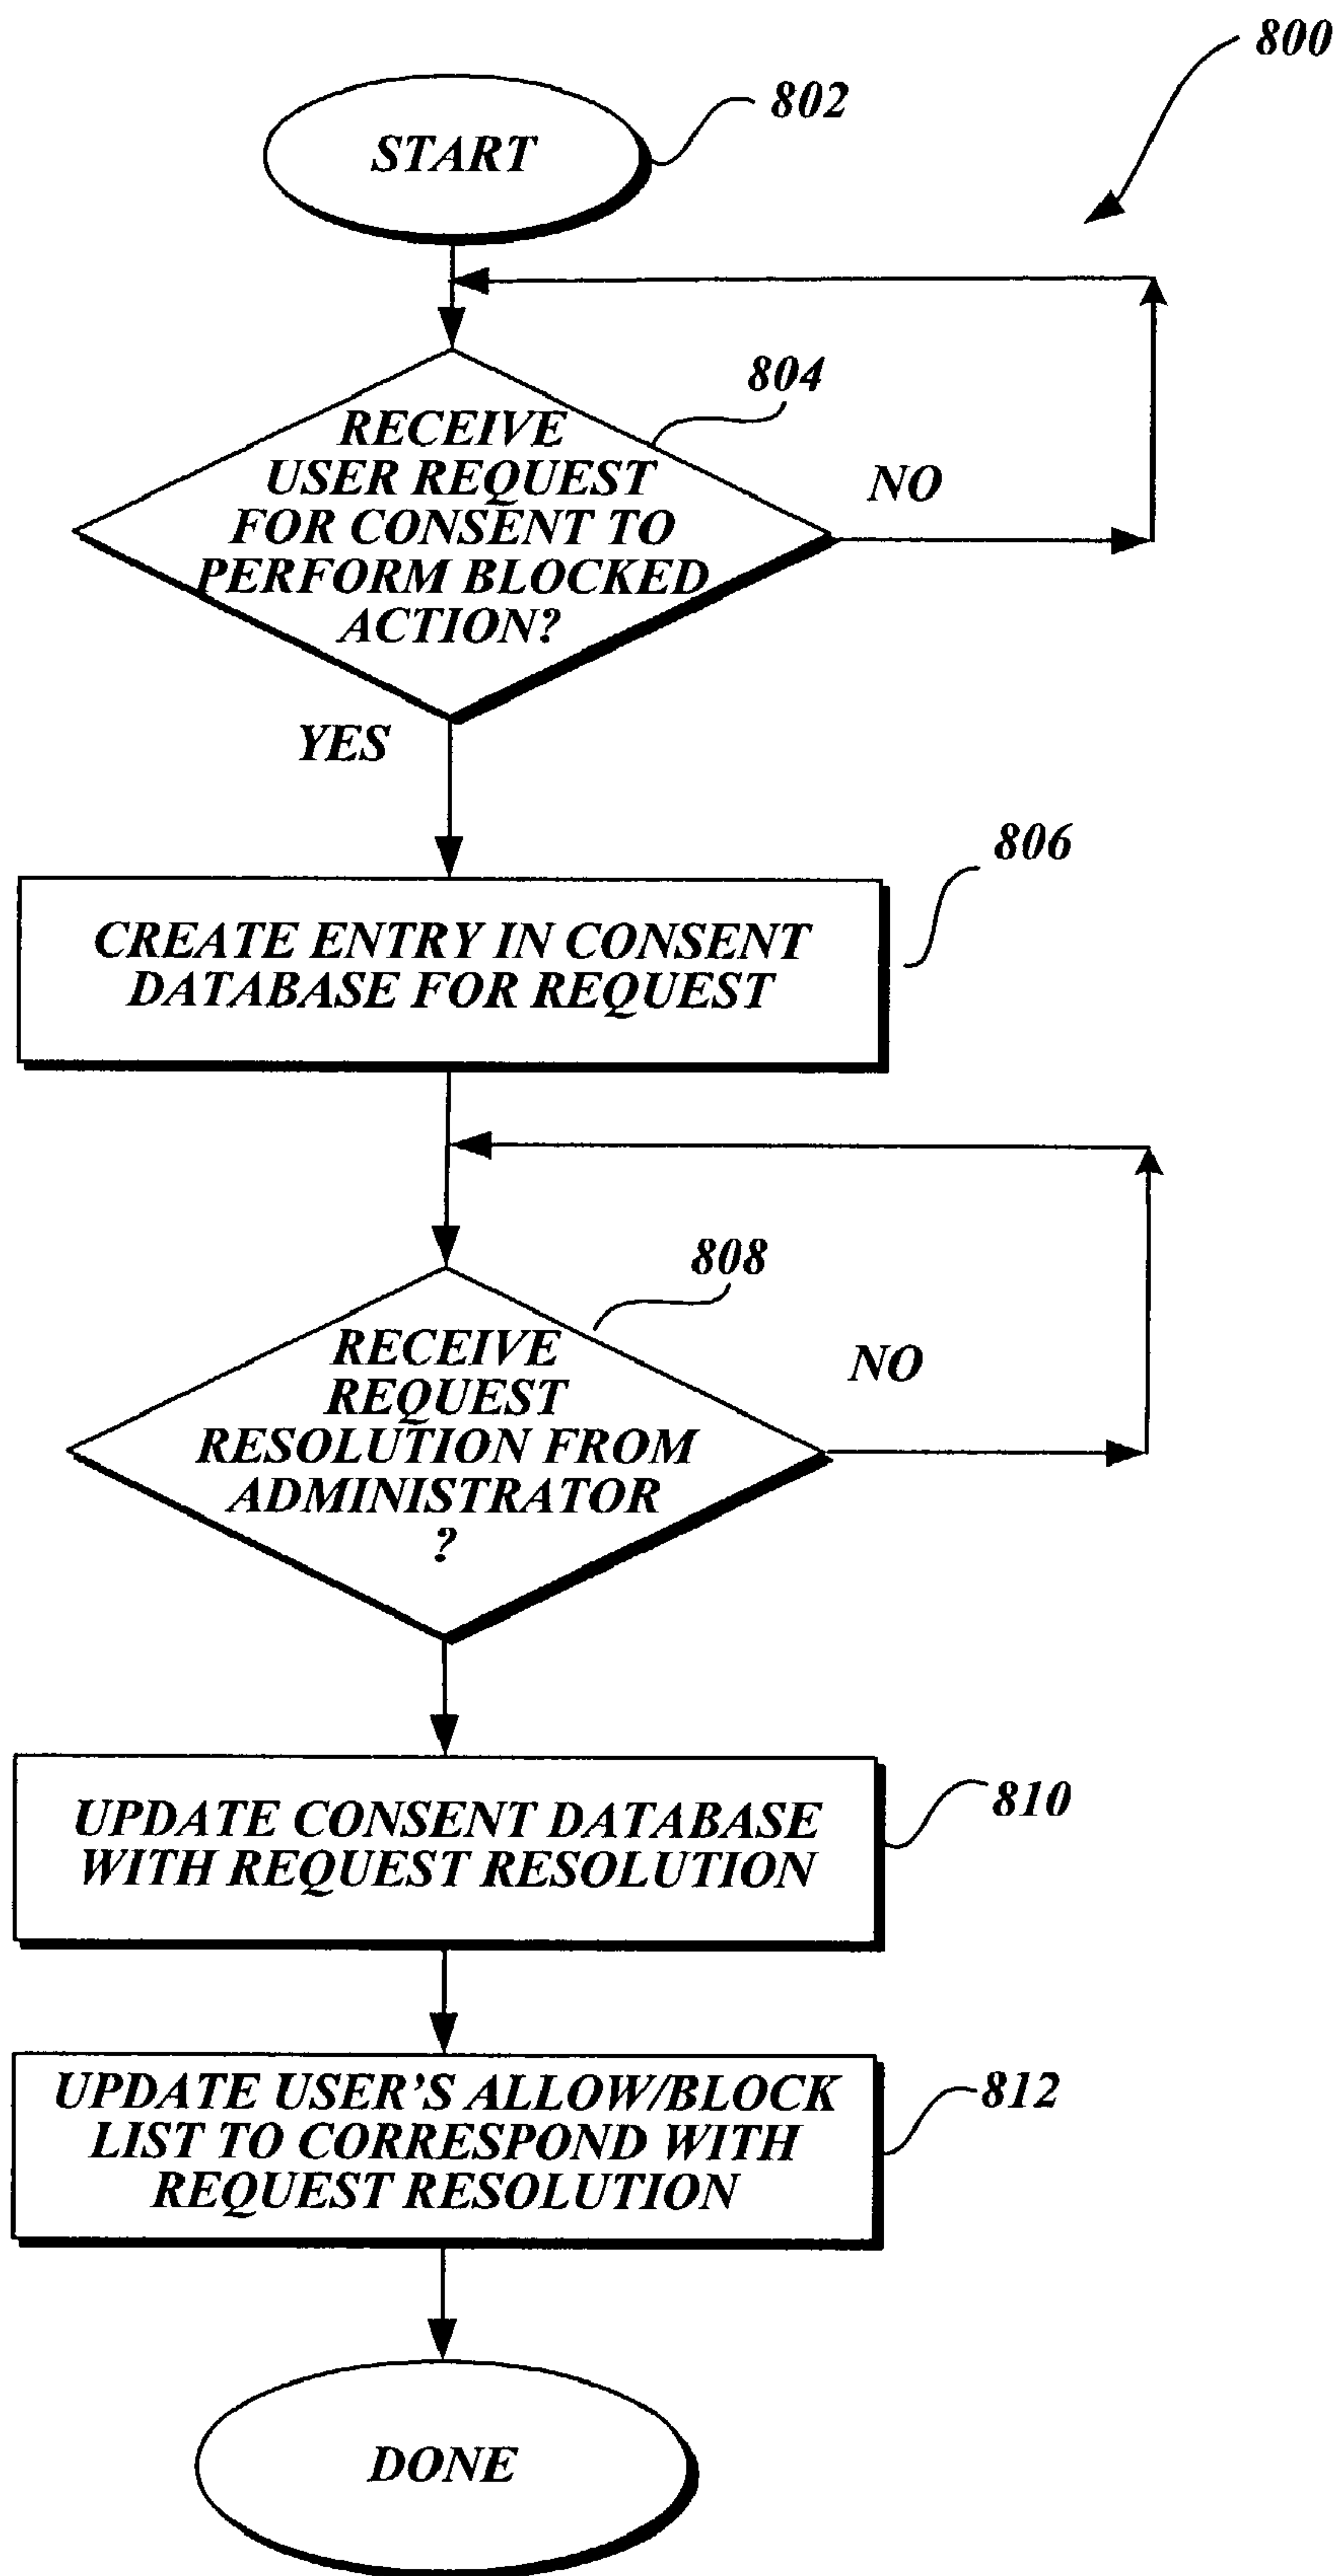 800
802
START
804
RECEIVE
USER REQUEST
FOR CONSENT TO
PERFORM BLOCKED
ACTION?
NO
YES
806
CREATE ENTRY IN CONSENT
DATABASE FOR REQUEST
808
RECEIVE
REQUEST
RESOLUTION FROM
ADMINISTRATOR
?
NO
810
UPDATE CONSENT DATABASE
WITH REQUEST RESOLUTION
812
UPDATE USER'S ALLOW/BLOCK
LIST TO CORRESPOND WITH
REQUEST RESOLUTION
DONE